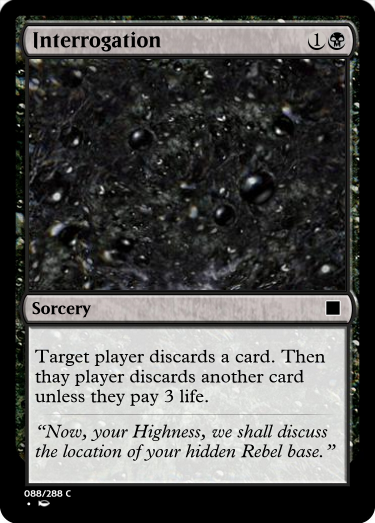 Interrogation 1
Sorcery
Target player discards a card. Then
thay player discards another card
unless they pay 3 life.
“Now, your Highness, we shall discuss
the location of your hidden Rebel base.”
088/288 C